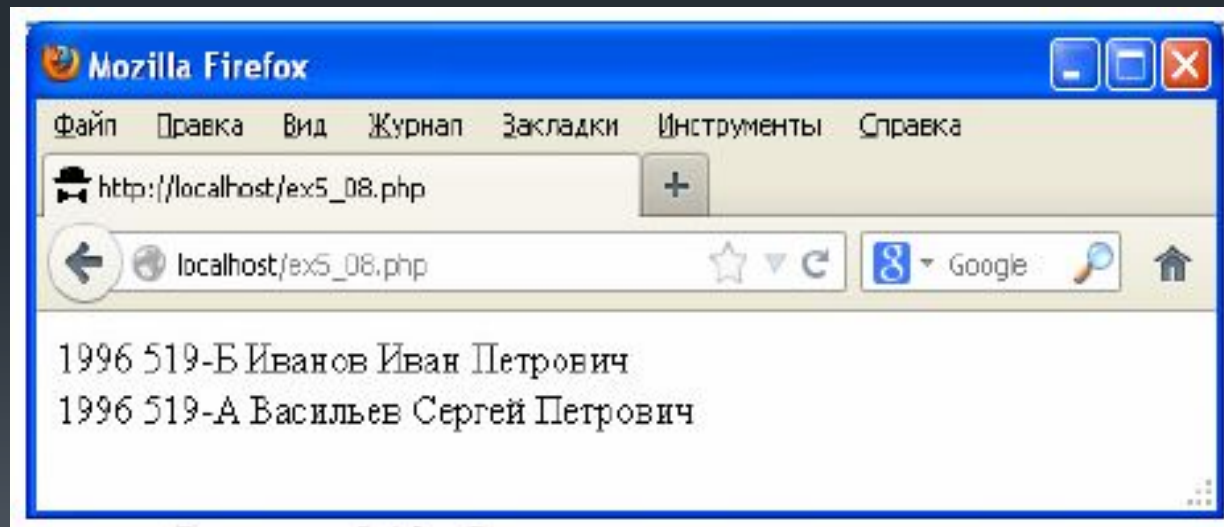 Mozilla Firefox
Файл Правка Вид Журнал Закладки Инструменты Справка
http://localhost/ex5_08.php
localhost/ex5_08.php
Google
1996 519-Б Иванов Иван Петрович
1996 519-А Васильев Сергей Петрович